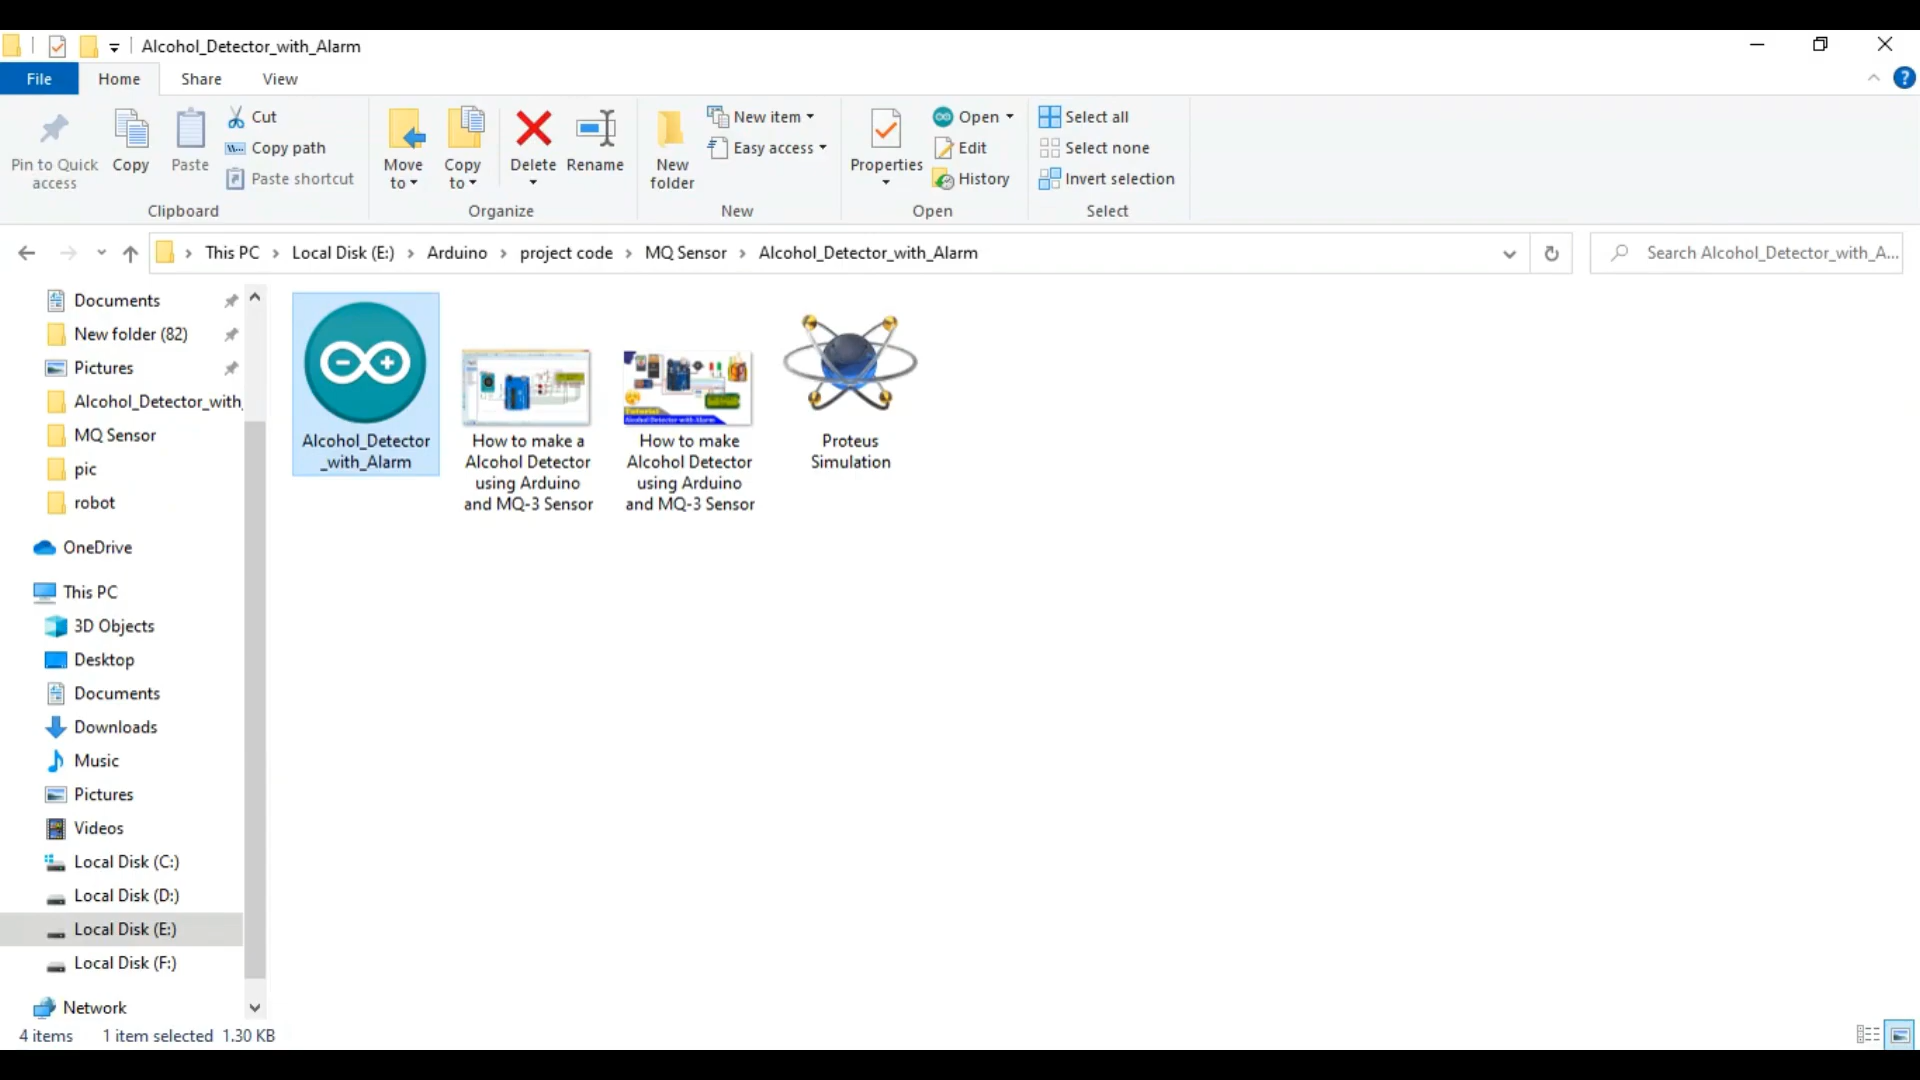 Alcohol_Detector_with_Alarm
File Home Share View
Pin to Quick access
Copy
Paste
Cut
Copy path
Paste shortcut
Clipboard
Move to
Copy to
Delete
Rename
Organize
New folder
New item
Easy access
New
Properties
Open
Edit
History
Open
Select all
Select none
Invert selection
Select
This PC › Local Disk (E:) › Arduino › project code › MQ Sensor › Alcohol_Detector_with_Alarm
Search Alcohol_Detector_with_A...
Documents
New folder (82)
Pictures
Alcohol_Detector_with_
MQ Sensor
pic
robot
OneDrive
This PC
3D Objects
Desktop
Documents
Downloads
Music
Pictures
Videos
Local Disk (C:)
Local Disk (D:)
Local Disk (E:)
Local Disk (F:)
Network
Alcohol_Detector
_with_Alarm
How to make a
Alcohol Detector
using Arduino
and MQ-3 Sensor
Tutorial
Alcohol Detector with Alarm
How to make
Alcohol Detector
using Arduino
and MQ-3 Sensor
Proteus
Simulation
4 items 1 item selected 1.30 KB